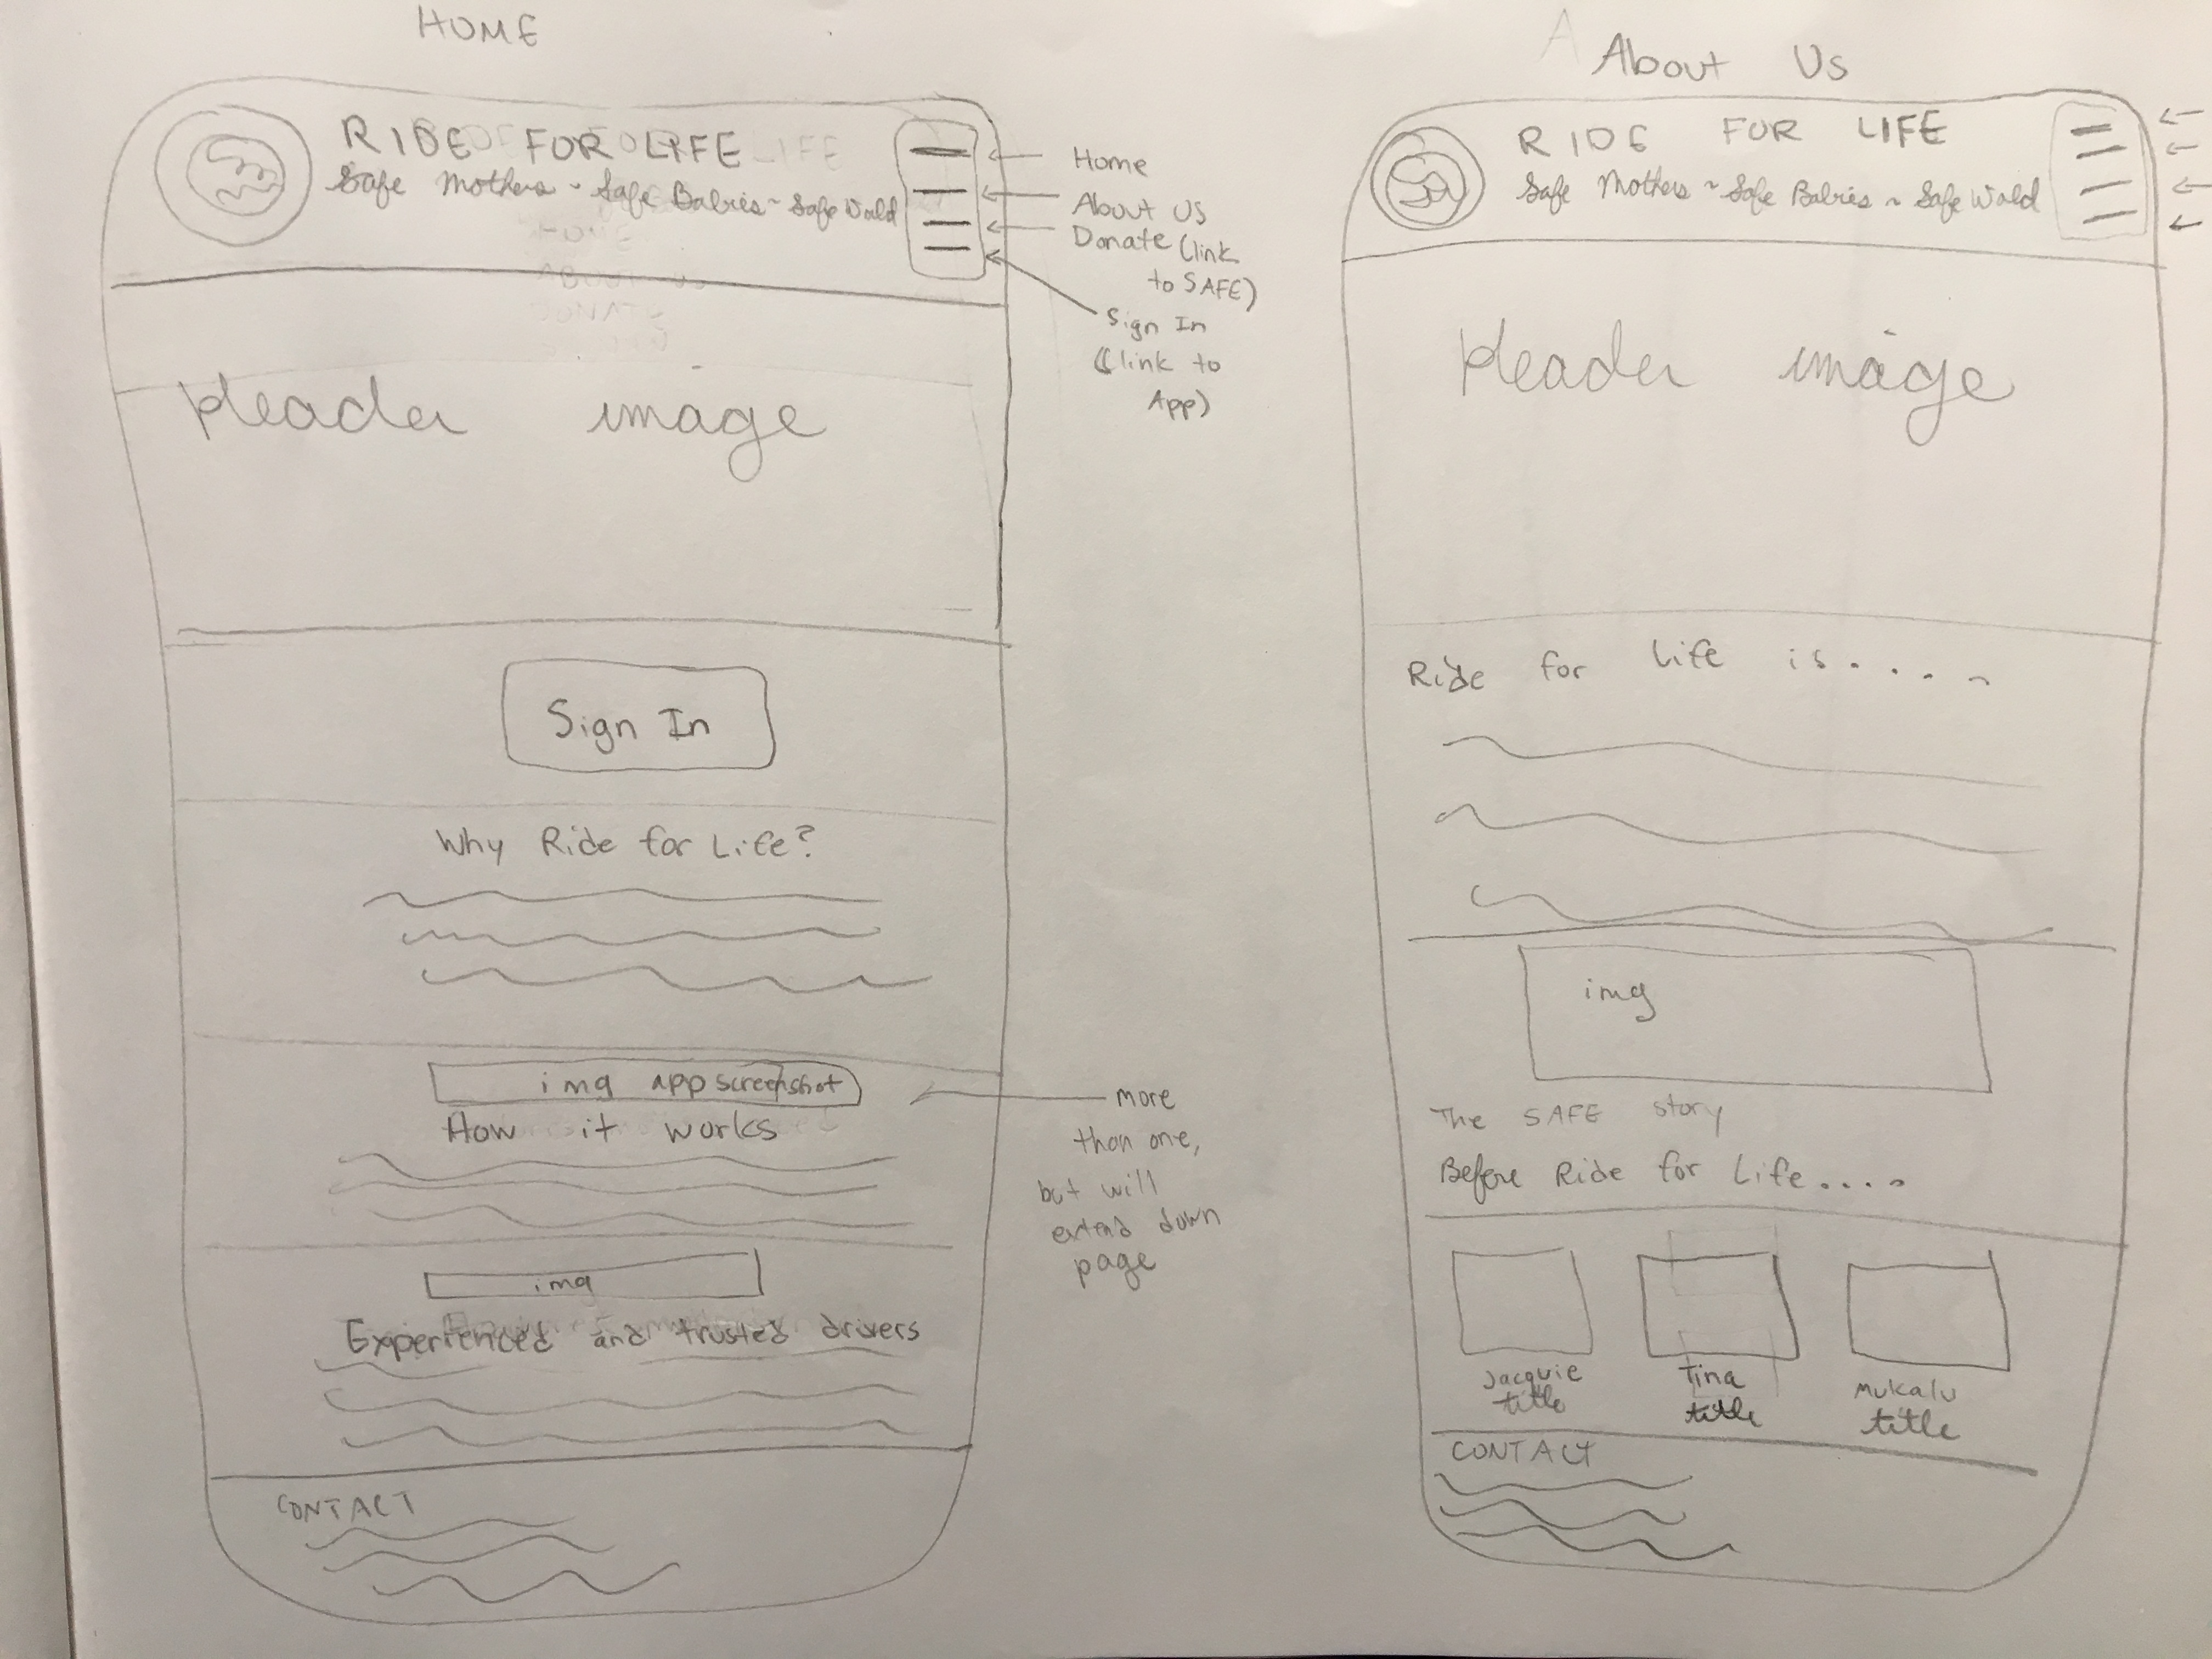 HOME
RIDE FOR LIFE
Safe Mothers ~ Safe Babies ~ Safe World
Home
About Us
Donate (link
to SAFE)
Sign In
(link to
App)
header image
Sign In
Why Ride for Life?
img app screenshot
How it works
more
than one,
but will
extend down
page
img
Experienced and trusted drivers
CONTACT
About Us
RIDE FOR LIFE
Safe Mothers ~ Safe Babies ~ Safe World
header image
Ride for Life is....
img
The SAFE story
Before Ride for Life....
Jacquie
title
Tina
title
Mukalu
title
CONTACT